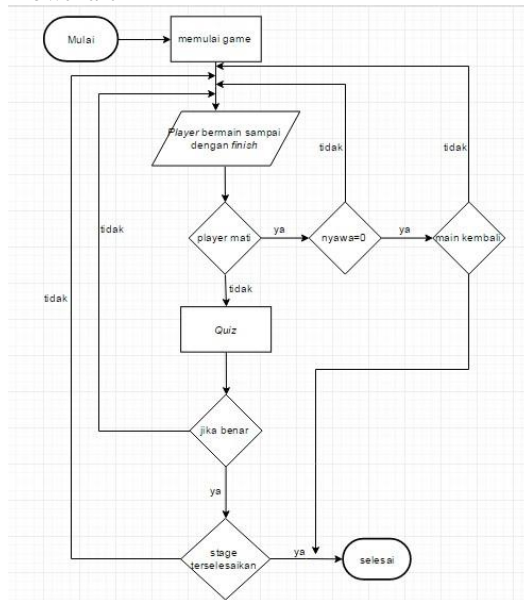 Mulai
memulai game
Player bermain sampai
dengan finish
tidak
tidak
tidak
player mati
ya
nyawa=0
ya
main kembali
tidak
tidak
Quiz
jika benar
ya
stage
terselesaikan
ya
selesai